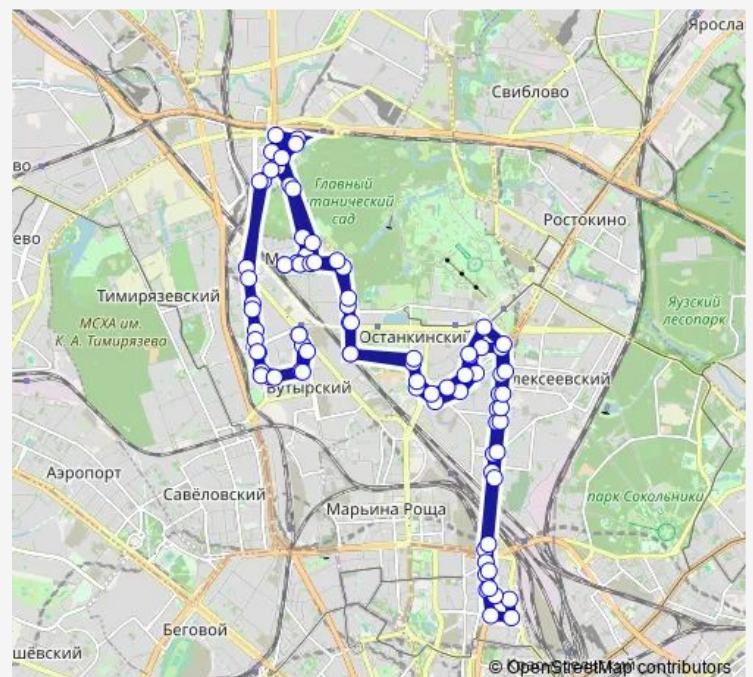 Яросла
Свиблово
во
Главный
танический
сад
Ростокино
ево
М
Тимирязевский
Яузский
лесопарк
МСХА им.
К. А. Тимирязева
Останкинский
Бутырский
лексеевский
Аэропорт
Савёловский
Марьина Роща
парк Сокольники
Беговой
шёвский
© OpenStreetMap contributors